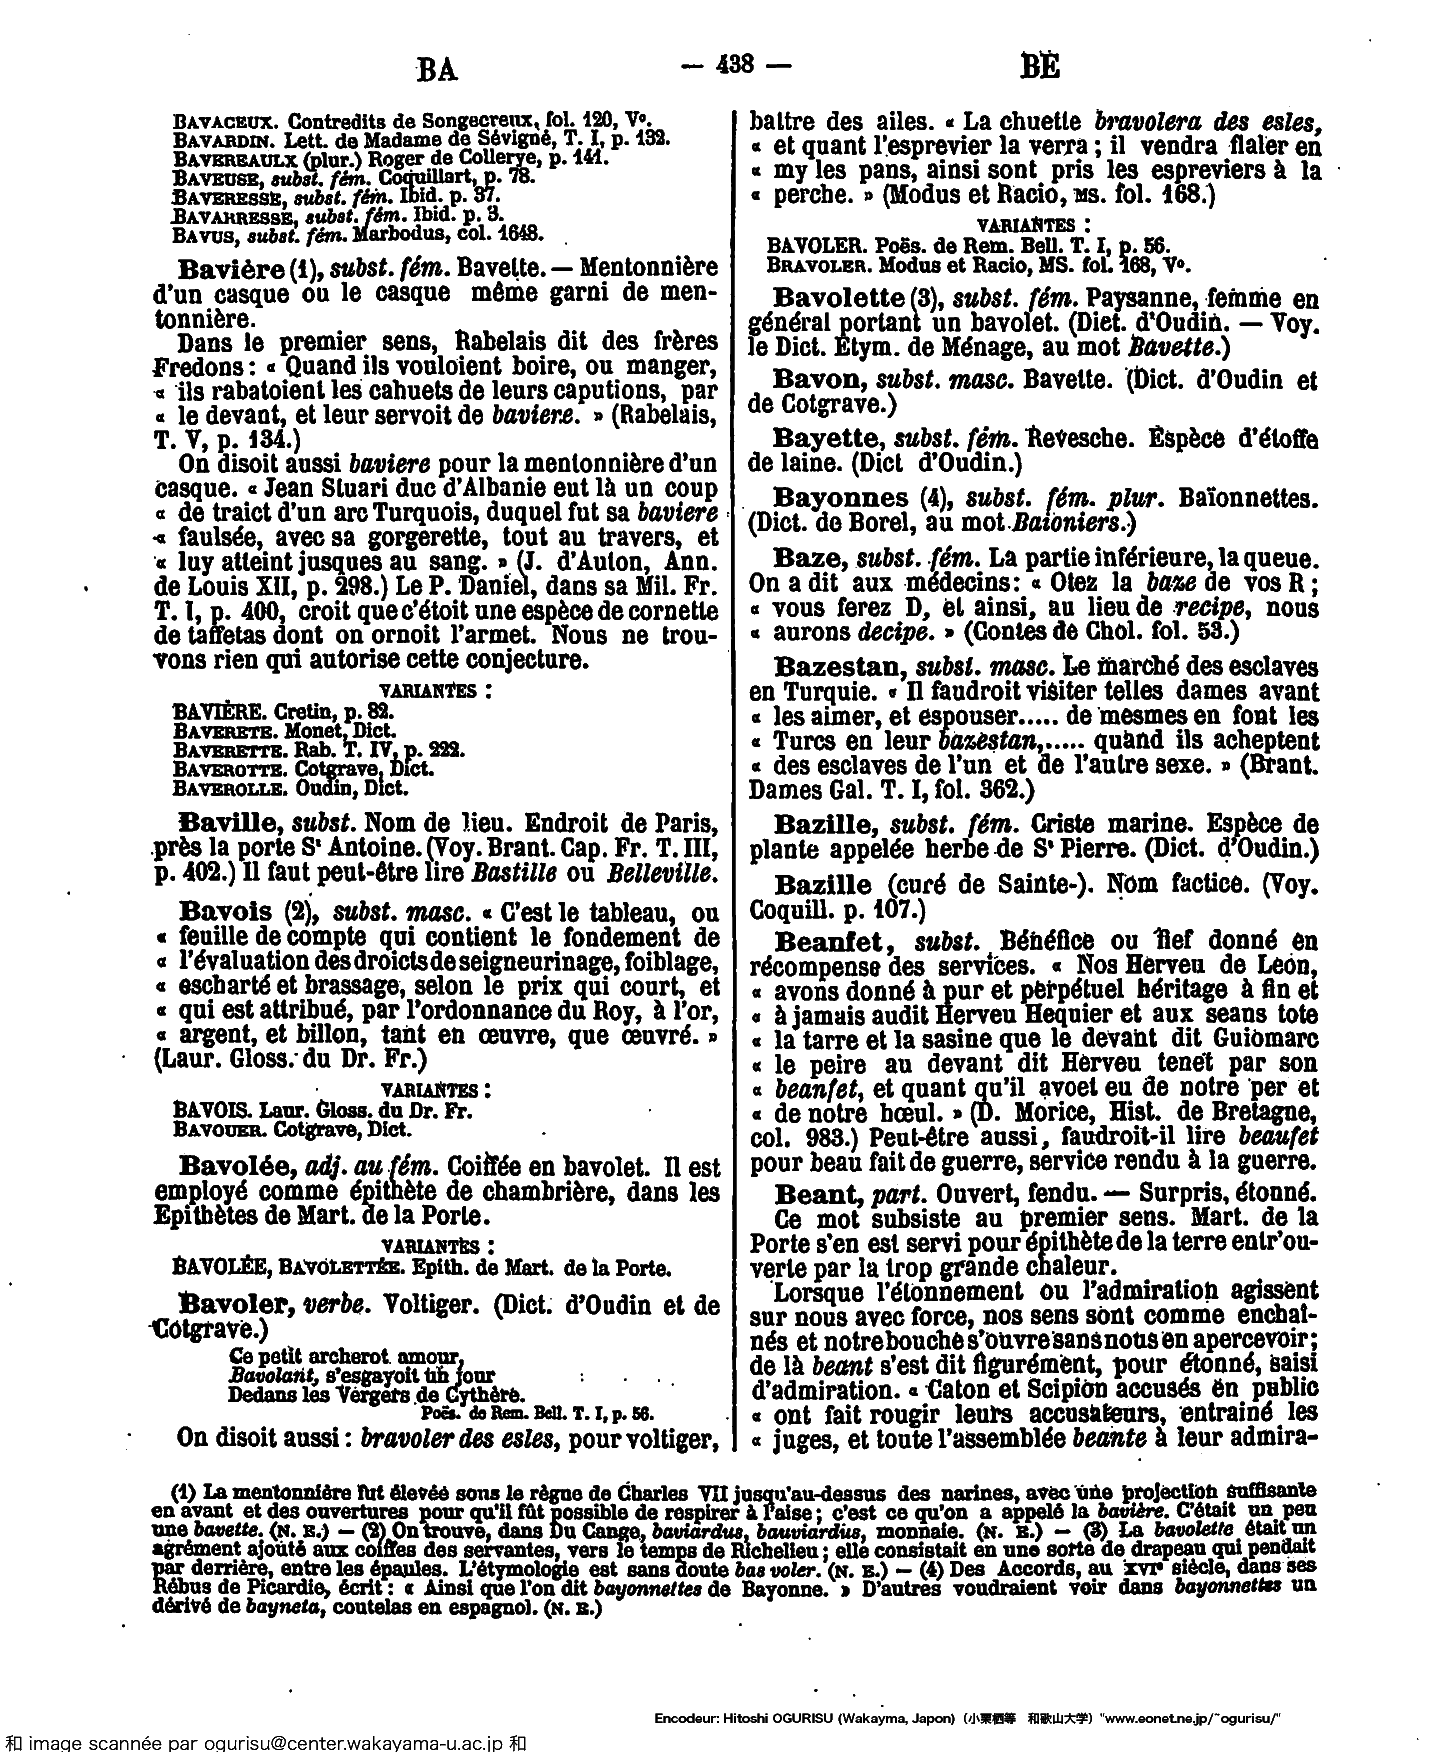 BA
— 438 —
BE
BAVACEUX. Contredits de Songecreux, fol. 120, Vo.
BAVARDIN. Lett. de Madame de Sévigné, T. I, p. 132.
BAVEREAULX (plur.) Roger de Collerye, p. 141.
BAVEUSE, subst. fém. Coquillart, p. 78.
BAVERESSE, subst. fém. Ibid. p. 37.
BAVARRESSE, subst. fém. Ibid. p. 3.
BAVUS, subst. fém. Marbodus, col. 1648.
Bavière (1), subst. fém. Bavette. — Mentonnière
d'un casque ou le casque même garni de men-
tonnière.
Dans le premier sens, Rabelais dit des frères
Fredons : « Quand ils vouloient boire, ou manger,
« ils rabatoient les cahuets de leurs caputions, par
« le devant, et leur servoit de baviere. » (Rabelais,
T. V, p. 134.)
On disoit aussi baviere pour la mentonnière d'un
casque. « Jean Stuari duc d'Albanie eut là un coup
« de traict d'un arc Turquois, duquel fut sa baviere
« faulsée, avec sa gorgerette, tout au travers, et
« luy atteint jusques au sang. » (J. d'Auton, Ann.
de Louis XII, p. 298.) Le P. Daniel, dans sa Mil. Fr.
T. I, p. 400, croit que c'étoit une espèce de cornette
de taffetas dont on ornoit l'armet. Nous ne trou-
vons rien qui autorise cette conjecture.
VARIANTES :
BAVIÈRE. Cretin, p. 82.
BAVERETE. Monet, Dict.
BAVERETTE. Rab. T. IV, p. 222.
BAVEROTTE. Cotgrave, Dict.
BAVEROLLE. Oudin, Dict.
Baville, subst. Nom de lieu. Endroit de Paris,
près la porte St Antoine. (Voy. Brant. Cap. Fr. T. III,
p. 402.) Il faut peut-être lire Bastille ou Belleville.
Bavois (2), subst. masc. « C'est le tableau, ou
« feuille de compte qui contient le fondement de
« l'évaluation des droicts de seigneurinage, foiblage,
« escharté et brassage, selon le prix qui court, et
« qui est attribué, par l'ordonnance du Roy, à l'or,
« argent, et billon, tant en œuvre, que œuvré. »
(Laur. Gloss. du Dr. Fr.)
VARIANTES :
BAVOIS. Laur. Gloss. du Dr. Fr.
BAVOUER. Cotgrave, Dict.
Bavolée, adj. au fém. Coiffée en bavolet. Il est
employé comme épithète de chambrière, dans les
Epithètes de Mart. de la Porte.
VARIANTES :
BAVOLÉE, BAVOLETTÉE. Epith. de Mart. de la Porte.
Bavoler, verbe. Voltiger. (Dict. d'Oudin et de
Cotgrave.)
Ce petit archerot amour,
Bavolant, s'esgayoit un jour
Dedans les Vergers de Cythère.
Poës. de Rem. Bell. T. I, p. 56.
On disoit aussi : bravoler des esles, pour voltiger,
battre des ailes. « La chuette bravolera des esles,
« et quant l'esprevier la verra ; il vendra flater en
« my les pans, ainsi sont pris les espreviers à la
« perche. » (Modus et Racio, MS. fol. 168.)
VARIANTES :
BAVOLER. Poës. de Rem. Bell. T. I, p. 56.
BRAVOLER. Modus et Racio, MS. fol. 168, Vo.
Bavolette (3), subst. fém. Paysanne, femme en
général portant un bavolet. (Dict. d'Oudin. — Voy.
le Dict. Etym. de Ménage, au mot Bavette.)
Bavon, subst. masc. Bavette. (Dict. d'Oudin et
de Cotgrave.)
Bayette, subst. fém. Revesche. Espèce d'étoffe
de laine. (Dict d'Oudin.)
Bayonnes (4), subst. fém. plur. Baïonnettes.
(Dict. de Borel, au mot Baioniers.)
Baze, subst. fém. La partie inférieure, la queue.
On a dit aux médecins : « Otez la baze de vos R ;
« vous ferez D, et ainsi, au lieu de recipe, nous
« aurons decipe. » (Contes de Chol. fol. 53.)
Bazestan, subst. masc. Le marché des esclaves
en Turquie. « Il faudroit visiter telles dames avant
« les aimer, et espouser..... de mesmes en font les
« Turcs en leur bazestan,..... quand ils acheptent
« des esclaves de l'un et de l'autre sexe. » (Brant.
Dames Gal. T. I, fol. 362.)
Bazille, subst. fém. Criste marine. Espèce de
plante appelée herbe de St Pierre. (Dict. d'Oudin.)
Bazille (curé de Sainte-). Nom factice. (Voy.
Coquill. p. 107.)
Beanfet, subst. Bénéfice ou fief donné en
récompense des services. « Nos Herveu de Leon,
« avons donné à pur et perpétuel héritage à fin et
« à jamais audit Herveu Hequier et aux seans tote
« la tarre et la sasine que le devant dit Guiomarc
« le peire au devant dit Herveu tenet par son
« beanfet, et quant qu'il avoet eu de notre per et
« de notre bœul. » (D. Morice, Hist. de Bretagne,
col. 983.) Peut-être aussi, faudroit-il lire beaufet
pour beau fait de guerre, service rendu à la guerre.
Beant, part. Ouvert, fendu. — Surpris, étonné.
Ce mot subsiste au premier sens. Mart. de la
Porte s'en est servi pour épithète de la terre entr'ou-
verte par la trop grande chaleur.
Lorsque l'étonnement ou l'admiration agissent
sur nous avec force, nos sens sont comme enchaî-
nés et notre bouche s'ouvre sans nous en apercevoir ;
de là beant s'est dit figurément, pour étonné, saisi
d'admiration. « Caton et Scipion accusés en public
« ont fait rougir leurs accusateurs, entrainé les
« juges, et toute l'assemblée beante à leur admira-
(1) La mentonnière fut élevée sous le règne de Charles VII jusqu'au-dessus des narines, avec une projection suffisante
en avant et des ouvertures pour qu'il fût possible de respirer à l'aise ; c'est ce qu'on a appelé la bavière. C'était un peu
une bavette. (N. E.) — (2) On trouve, dans Du Cange, baviardus, bauviardus, monnaie. (N. E.) — (3) La bavolette était un
agrément ajouté aux coiffes des servantes, vers le temps de Richelieu ; elle consistait en une sorte de drapeau qui pendait
par derrière, entre les épaules. L'étymologie est sans doute bas voler. (N. E.) — (4) Des Accords, au XVIe siècle, dans ses
Rébus de Picardie, écrit : « Ainsi que l'on dit bayonnettes de Bayonne. » D'autres voudraient voir dans bayonnettes un
dérivé de bayneta, coutelas en espagnol. (N. E.)
Encodeur: Hitoshi OGURISU (Wakayma, Japon) (小栗栖等 和歌山大学) "www.eonet.ne.jp/~ogurisu/"
和 image scannée par ogurisu@center.wakayama-u.ac.jp 和